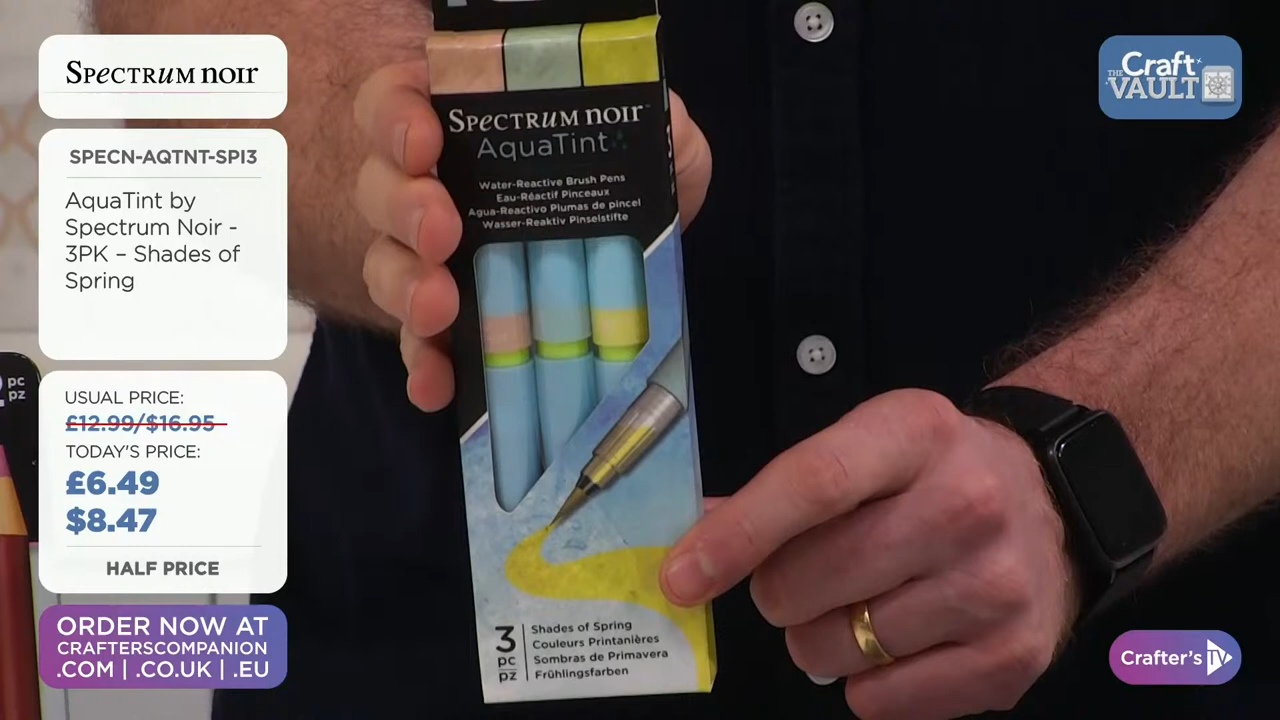 SPECTRUM NOIR
SPECN-AQTNT-SPI3
AquaTint by
Spectrum Noir -
3PK – Shades of
Spring
pc
pz
USUAL PRICE:
£12.99/$16.95
TODAY'S PRICE:
£6.49
$8.47
HALF PRICE
ORDER NOW AT
CRAFTERSCOMPANION
.COM | .CO.UK | .EU
SPECTRUM NOIR™
AquaTint
Water-Reactive Brush Pens
Eau-Réactif Pinceaux
Agua-Reactivo Plumas de pincel
Wasser-Reaktiv Pinselstifte
3
pc
pz
Shades of Spring
Couleurs Printanières
Sombras de Primavera
Frühlingsfarben
THE Craft
VAULT
Crafter's TV